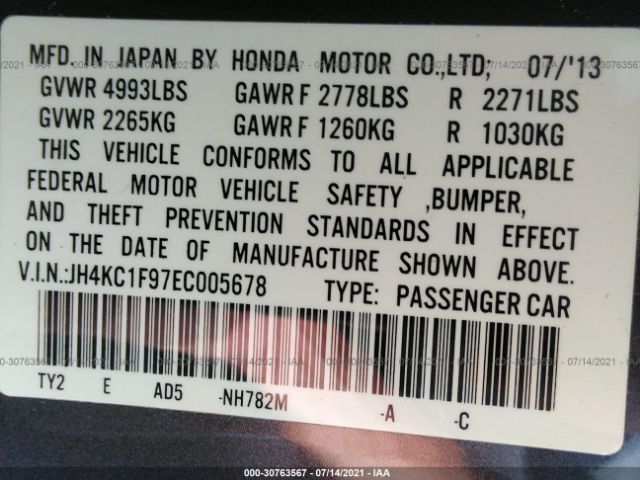 MFD. IN JAPAN BY HONDA MOTOR CO.,LTD; 07/'13
GVWR 4993LBS GAWR F 2778LBS R 2271LBS
GVWR 2265KG GAWR F 1260KG R 1030KG
THIS VEHICLE CONFORMS TO ALL APPLICABLE
FEDERAL MOTOR VEHICLE SAFETY ,BUMPER,
AND THEFT PREVENTION STANDARDS IN EFFECT
ON THE DATE OF MANUFACTURE SHOWN ABOVE.
V.I.N.:JH4KC1F97EC005678 TYPE: PASSENGER CAR
TY2 E AD5 -NH782M -A -C
000-30763567 - 07/14/2021 - IAA